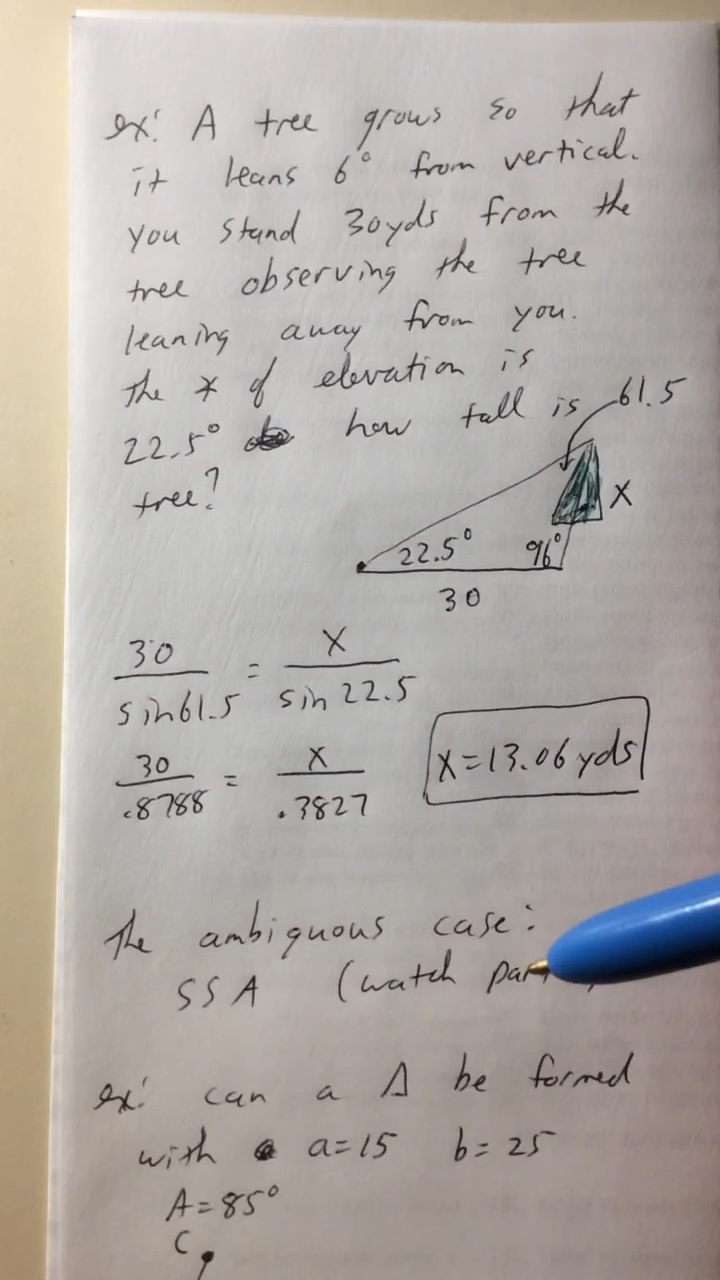 ex: A tree grows so that
it leans 6° from vertical.
you stand 30yds from the
tree observing the tree
leaning away from you.
the ∡ of elevation is
22.5° how tall is
tree?
61.5
X
22.5°
96°
30
30/sin61.5 = X/sin 22.5
30/.8788 = X/.3827
X=13.06 yds
The ambiguous case:
SSA (watch
ex: can a Δ be formed
with a=15 b=25
A=85°